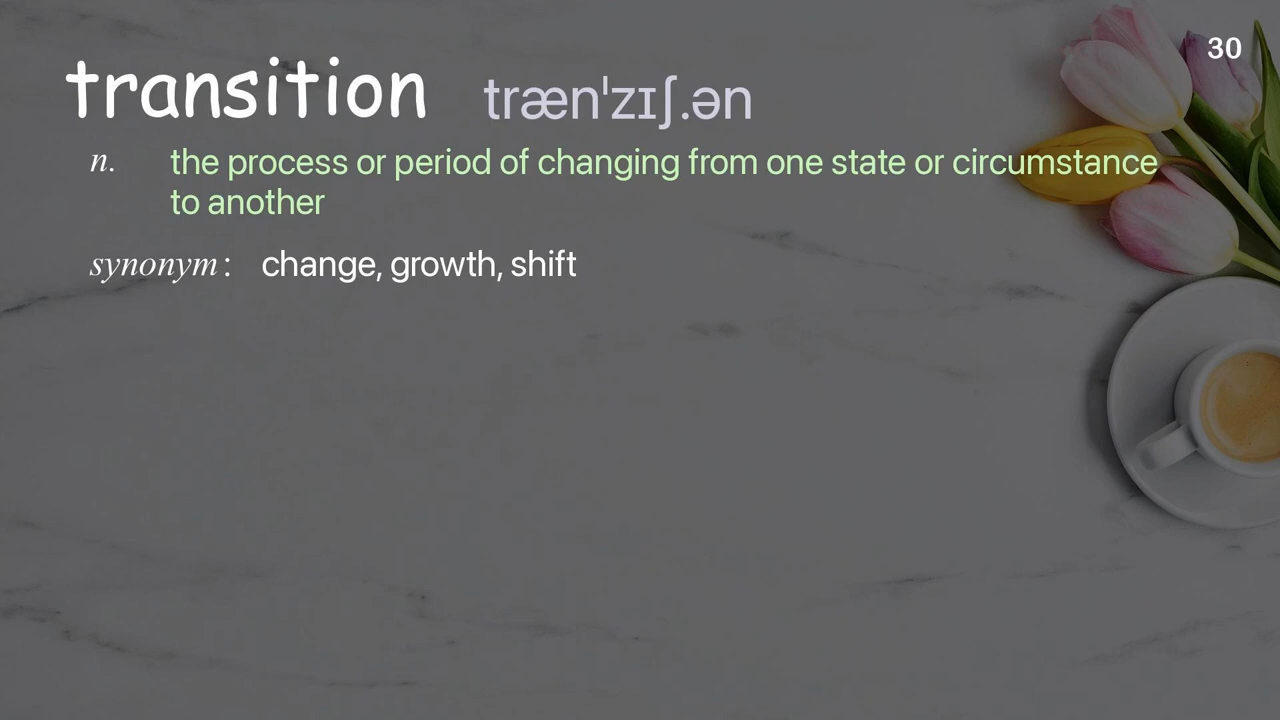 30
transition trænˈzɪʃ.ən
n. the process or period of changing from one state or circumstance
to another
synonym: change, growth, shift